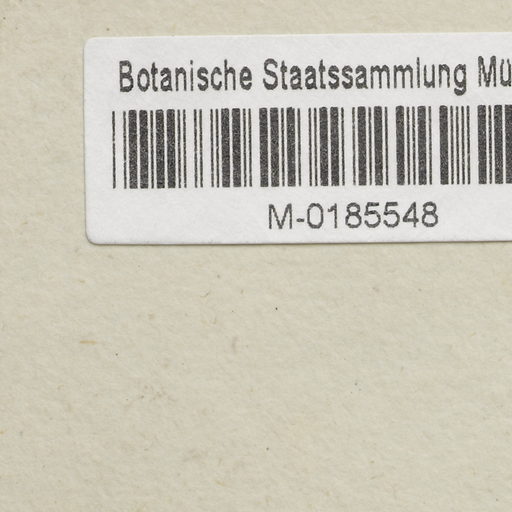 Botanische Staatssammlung Mü
M-0185548